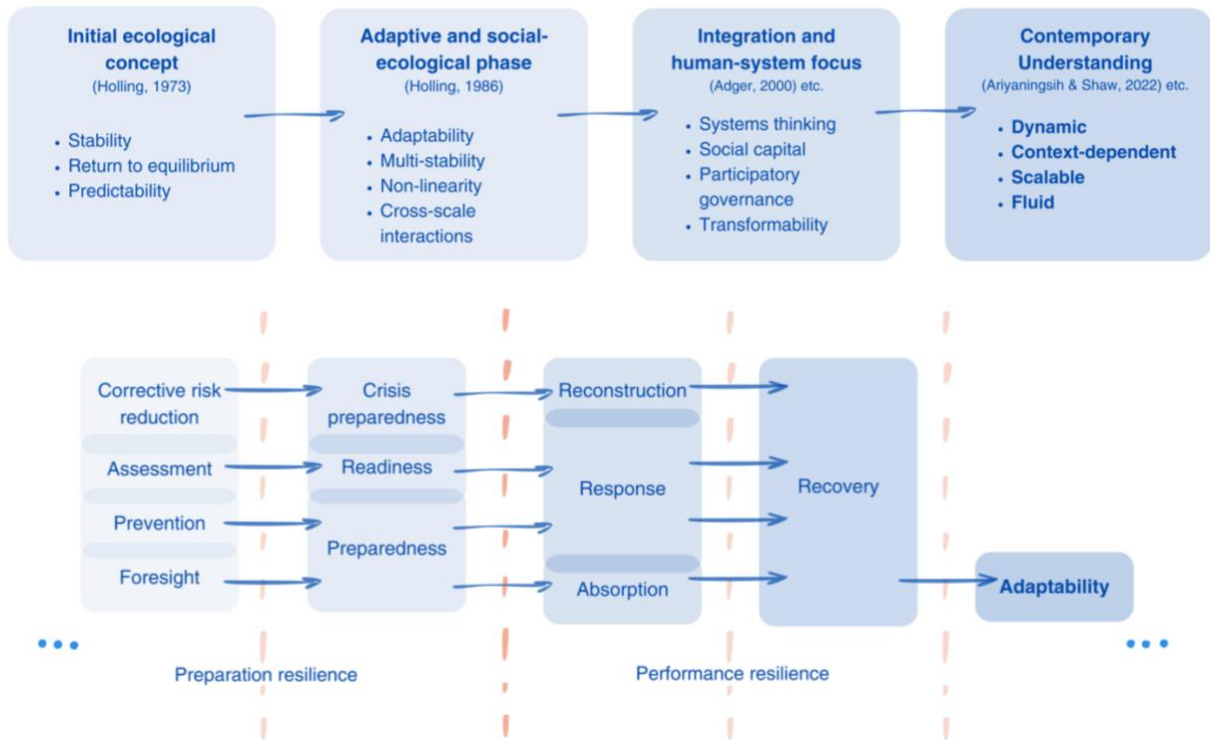 Initial ecological
concept
(Holling, 1973)
• Stability
• Return to equilibrium
• Predictability
Adaptive and social-
ecological phase
(Holling, 1986)
• Adaptability
• Multi-stability
• Non-linearity
• Cross-scale
interactions
Integration and
human-system focus
(Adger, 2000) etc.
• Systems thinking
• Social capital
• Participatory
governance
• Transformability
Contemporary
Understanding
(Ariyaningsih & Shaw, 2022) etc.
• Dynamic
• Context-dependent
• Scalable
• Fluid
Corrective risk
reduction
Assessment
Prevention
Foresight
Crisis
preparedness
Readiness
Preparedness
Reconstruction
Response
Absorption
Recovery
Adaptability
Preparation resilience
Performance resilience